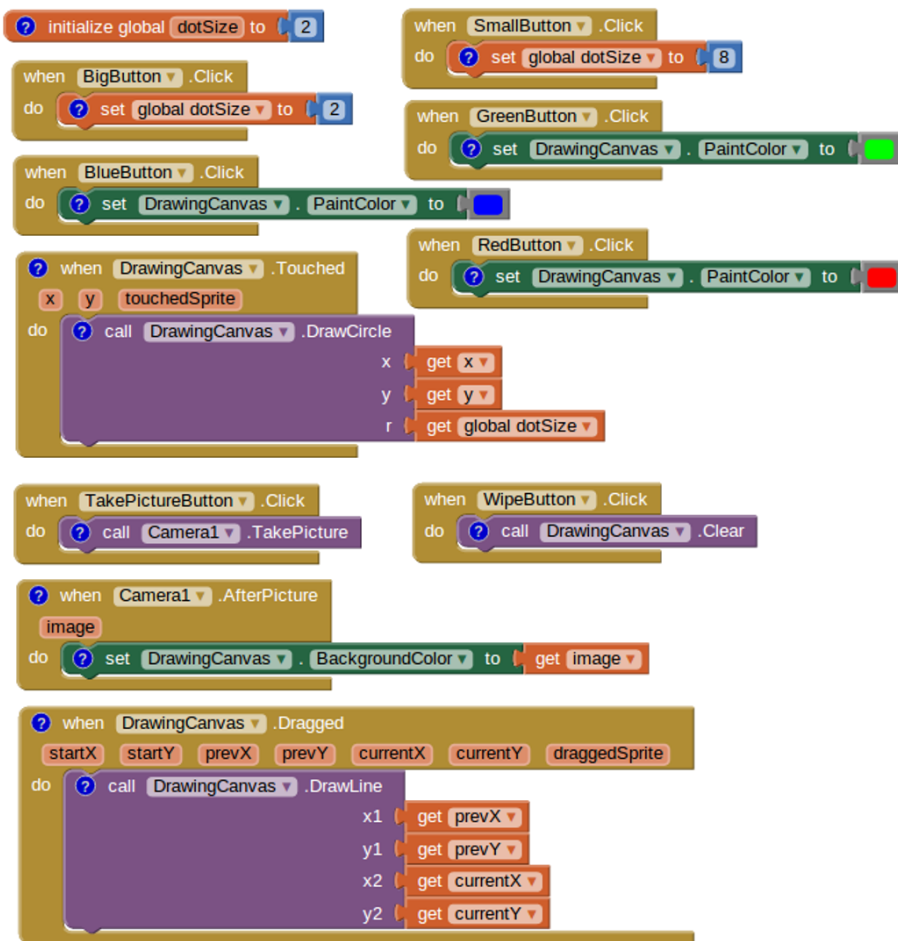 initialize global dotSize to 2
when SmallButton .Click
do ? set global dotSize to 8
when BigButton .Click
do ? set global dotSize to 2
when GreenButton .Click
do ? set DrawingCanvas . PaintColor to
when BlueButton .Click
do ? set DrawingCanvas . PaintColor to
when RedButton .Click
do ? set DrawingCanvas . PaintColor to
? when DrawingCanvas .Touched
x y touchedSprite
do ? call DrawingCanvas .DrawCircle
x get x
y get y
r get global dotSize
when TakePictureButton .Click
do ? call Camera1 .TakePicture
when WipeButton .Click
do ? call DrawingCanvas .Clear
? when Camera1 .AfterPicture
image
do ? set DrawingCanvas . BackgroundColor to get image
? when DrawingCanvas .Dragged
startX startY prevX prevY currentX currentY draggedSprite
do ? call DrawingCanvas .DrawLine
x1 get prevX
y1 get prevY
x2 get currentX
y2 get currentY